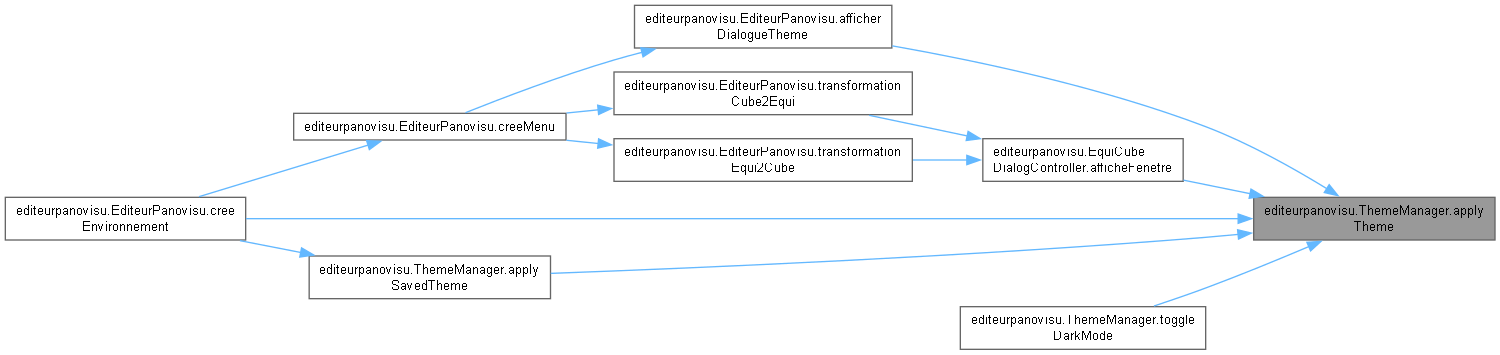 editeurpanovisu.EditeurPanovisu.afficher
DialogueTheme
editeurpanovisu.EditeurPanovisu.transformation
Cube2Equi
editeurpanovisu.EditeurPanovisu.creeMenu
editeurpanovisu.EditeurPanovisu.transformation
Equi2Cube
editeurpanovisu.EquiCube
DialogController.afficheFenetre
editeurpanovisu.EditeurPanovisu.cree
Environnement
editeurpanovisu.ThemeManager.apply
Theme
editeurpanovisu.ThemeManager.apply
SavedTheme
editeurpanovisu.ThemeManager.toggle
DarkMode